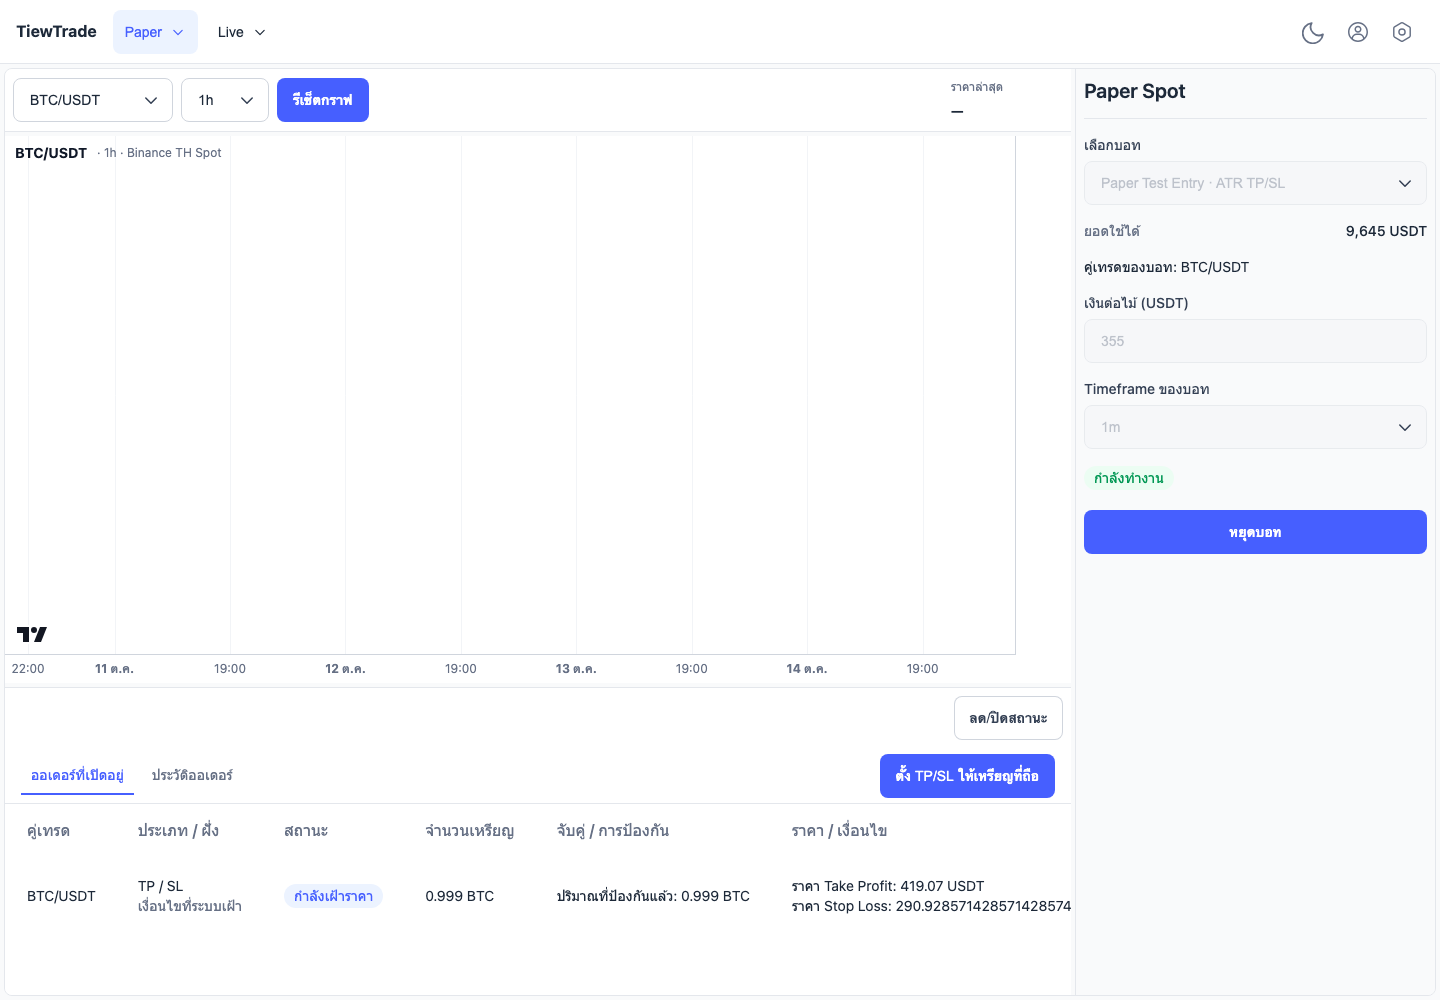 TiewTrade
Paper
Live
BTC/USDT
1h
รีเซ็ตกราฟ
ราคาล่าสุด
—
BTC/USDT · 1h · Binance TH Spot
22:00
11 ต.ค.
19:00
12 ต.ค.
19:00
13 ต.ค.
19:00
14 ต.ค.
19:00
ลด/ปิดสถานะ
ออเดอร์ที่เปิดอยู่
ประวัติออเดอร์
ตั้ง TP/SL ให้เหรียญที่ถือ
คู่เทรด
ประเภท / ฝั่ง
สถานะ
จำนวนเหรียญ
จับคู่ / การป้องกัน
ราคา / เงื่อนไข
BTC/USDT
TP / SL
เงื่อนไขที่ระบบเฝ้า
กำลังเฝ้าราคา
0.999 BTC
ปริมาณที่ป้องกันแล้ว: 0.999 BTC
ราคา Take Profit: 419.07 USDT
ราคา Stop Loss: 290.928571428571428574
Paper Spot
เลือกบอท
Paper Test Entry · ATR TP/SL
ยอดใช้ได้
9,645 USDT
คู่เทรดของบอท: BTC/USDT
เงินต่อไม้ (USDT)
355
Timeframe ของบอท
1m
กำลังทำงาน
หยุดบอท